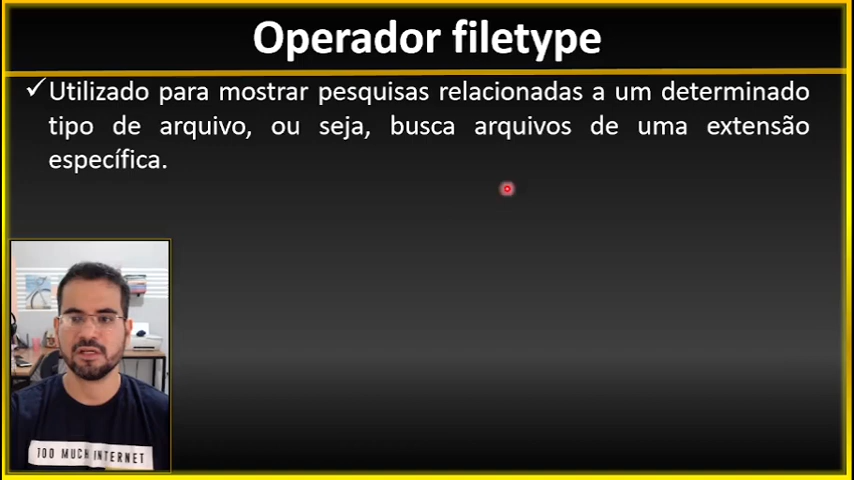 Operador filetype
✓Utilizado para mostrar pesquisas relacionadas a um determinado
tipo de arquivo, ou seja, busca arquivos de uma extensão
específica.
TOO MUCH INTERNET